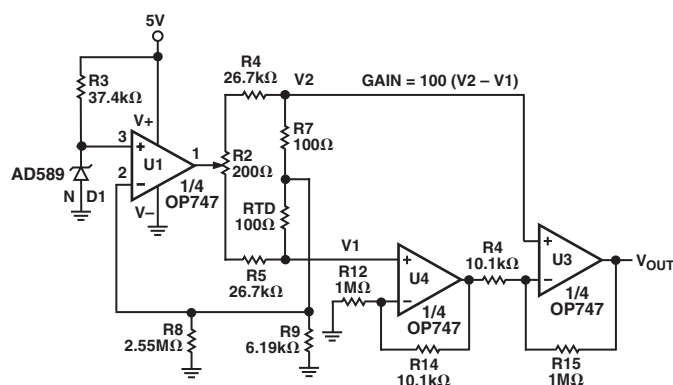 5V
R3
37.4kΩ
V+
3
2
1
U1
V–
1/4
OP747
AD589
N D1
R4
26.7kΩ
V2
GAIN = 100 (V2 – V1)
R2
200Ω
R7
100Ω
RTD
100Ω
R5
26.7kΩ
V1
R12
1MΩ
U4
1/4
OP747
R14
10.1kΩ
R4
10.1kΩ
U3
1/4
OP747
VOUT
R15
1MΩ
R8
2.55MΩ
R9
6.19kΩ